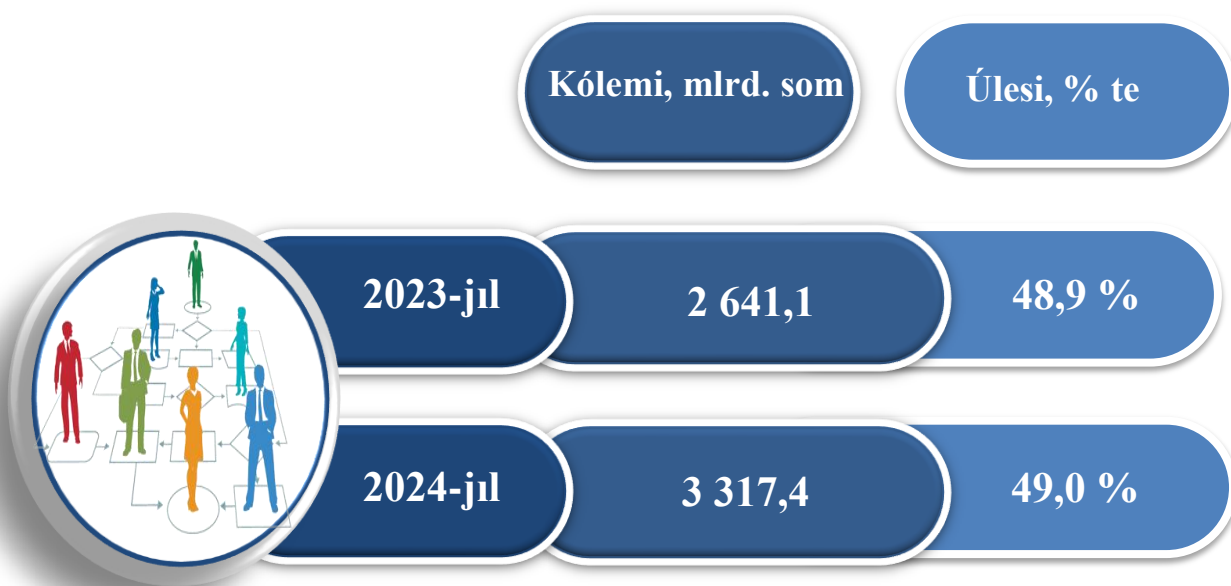 Kólemi, mlrd. som
Úlesi, % te
2023-jıl
2 641,1
48,9 %
2024-jıl
3 317,4
49,0 %